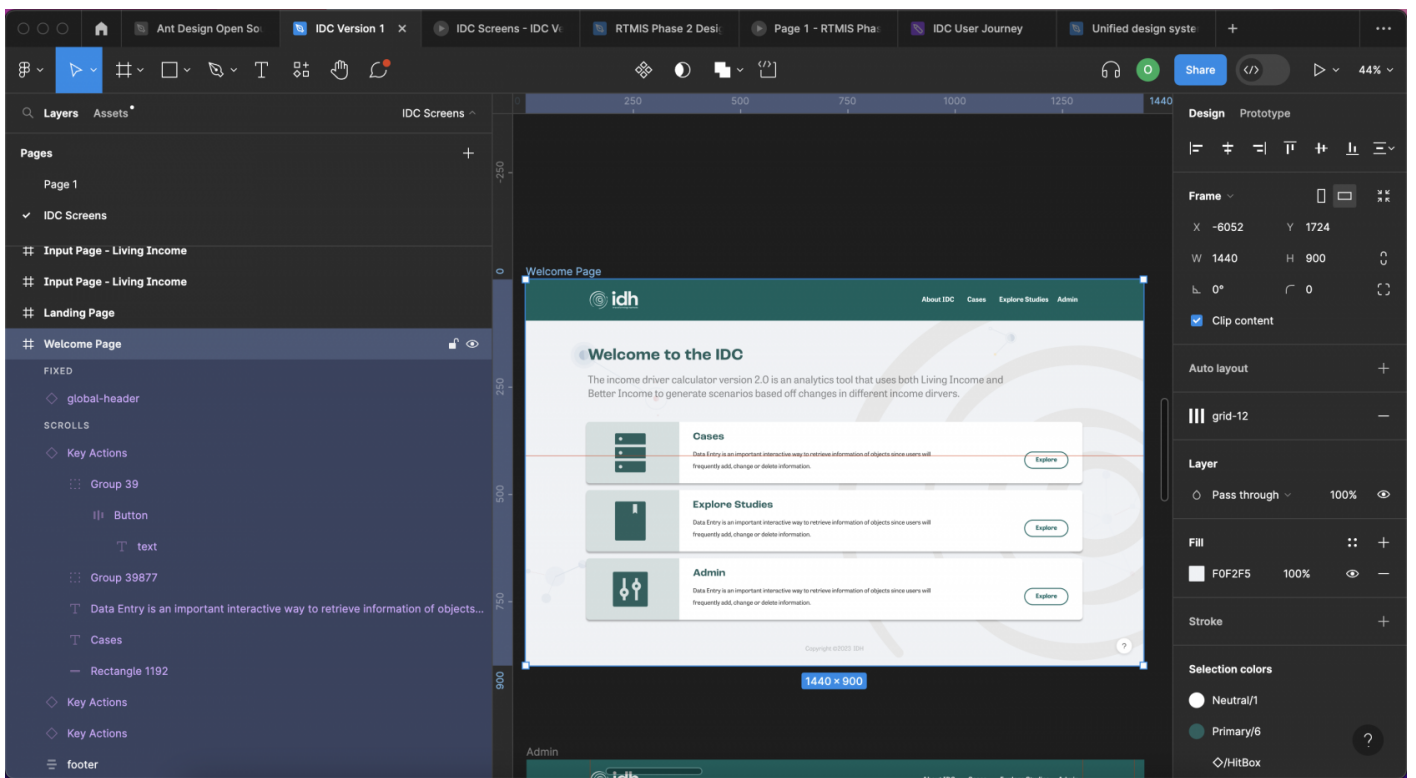 Ant Design Open Sou
IDC Version 1
IDC Screens - IDC Ve
RTMIS Phase 2 Desig
Page 1 - RTMIS Phas
IDC User Journey
Unified design syste
O
Share
44%
Layers
Assets
IDC Screens
Pages
Page 1
IDC Screens
Input Page - Living Income
Input Page - Living Income
Landing Page
Welcome Page
FIXED
global-header
SCROLLS
Key Actions
Group 39
Button
text
Group 39877
Data Entry is an important interactive way to retrieve information of objects...
Cases
Rectangle 1192
Key Actions
Key Actions
footer
0
250
500
750
1000
1250
1440
-250
0
250
500
750
900
Welcome Page
idh
About IDC
Cases
Explore Studies
Admin
Welcome to the IDC
The income driver calculator version 2.0 is an analytics tool that uses both Living Income and
Better Income to generate scenarios based off changes in different income dirvers.
Cases
Data Entry is an important interactive way to retrieve information of objects since users will
frequently add, change or delete information.
Explore
Explore Studies
Data Entry is an important interactive way to retrieve information of objects since users will
frequently add, change or delete information.
Explore
Admin
Data Entry is an important interactive way to retrieve information of objects since users will
frequently add, change or delete information.
Explore
?
1440 × 900
Admin
idh
Design
Prototype
Frame
X -6052
Y 1724
W 1440
H 900
0°
0
Clip content
Auto layout
grid-12
Layer
Pass through
100%
Fill
F0F2F5
100%
Stroke
Selection colors
Neutral/1
Primary/6
?
/HitBox